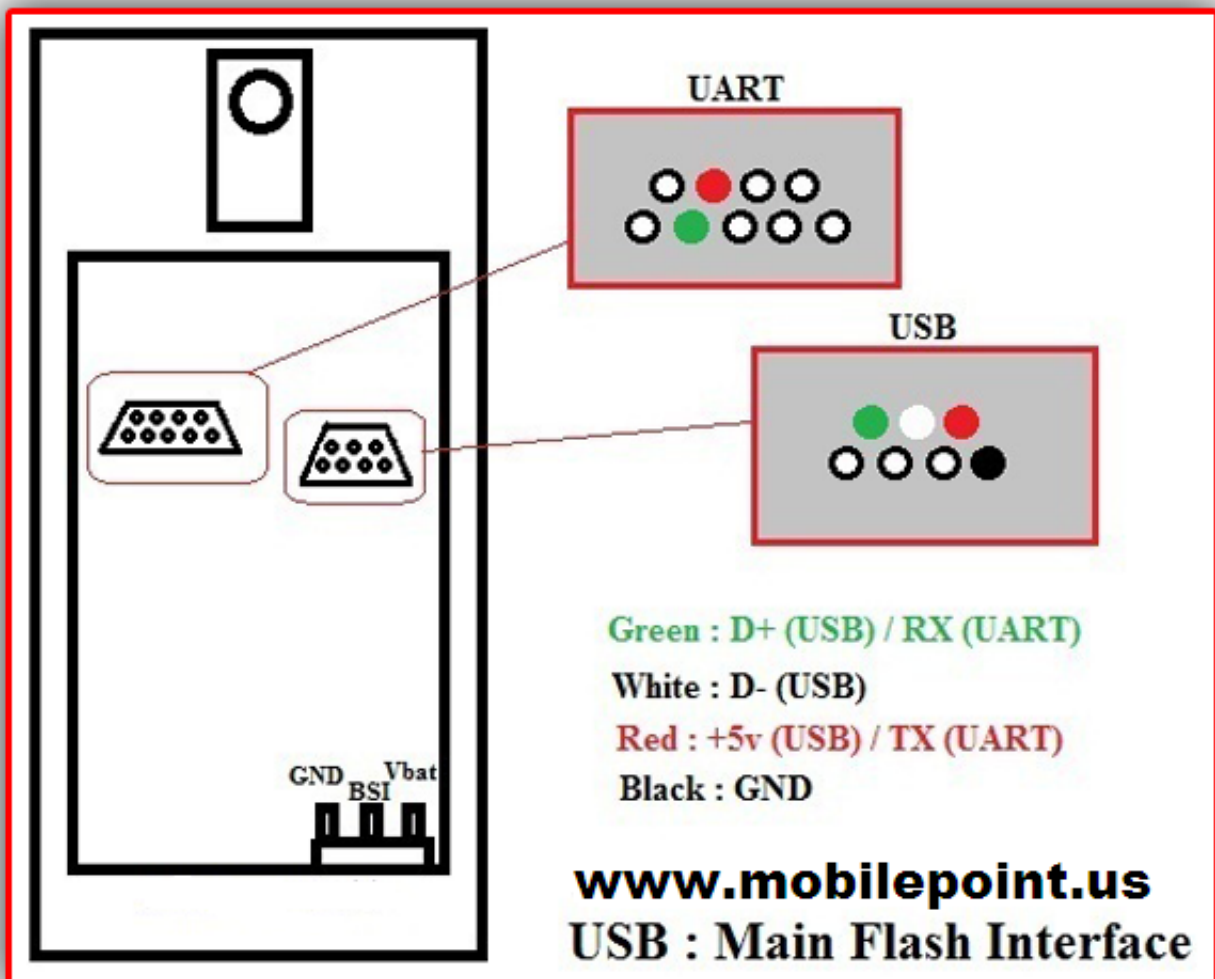 UART
USB
Green : D+ (USB) / RX (UART)
White : D- (USB)
Red : +5v (USB) / TX (UART)
Black : GND
GND
BSI
Vbat
www.mobilepoint.us
USB : Main Flash Interface